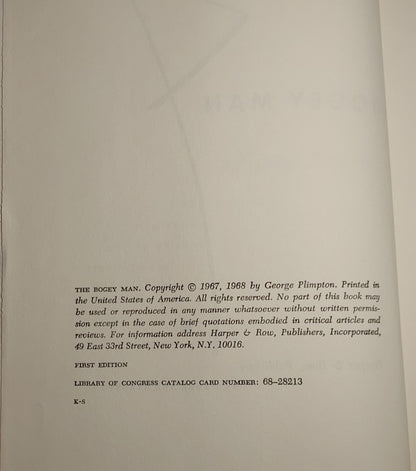 THE BOGEY MAN. Copyright © 1967, 1968 by George Plimpton. Printed in
the United States of America. All rights reserved. No part of this book may
be used or reproduced in any manner whatsoever without written permis-
sion except in the case of brief quotations embodied in critical articles and
reviews. For information address Harper & Row, Publishers, Incorporated,
49 East 33rd Street, New York, N.Y. 10016.
FIRST EDITION
LIBRARY OF CONGRESS CATALOG CARD NUMBER: 68-28213
K-S